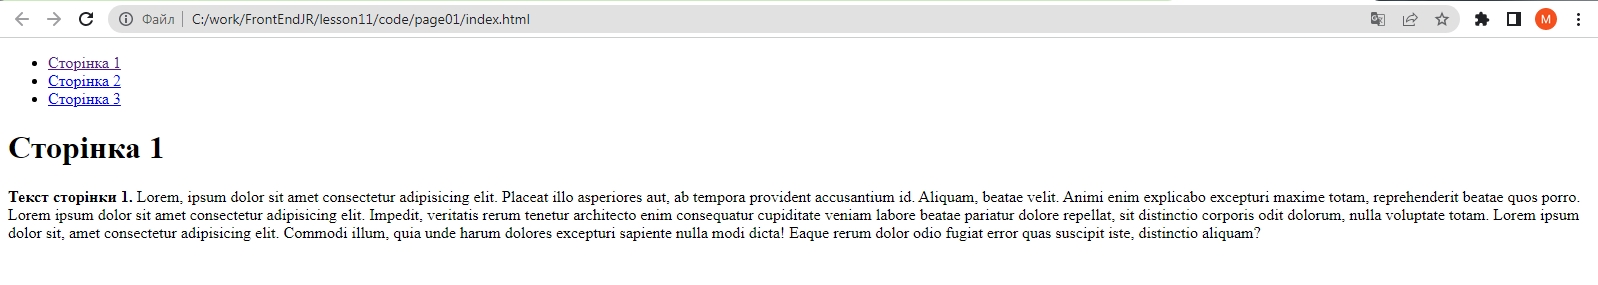 Файл | C:/work/FrontEndJR/lesson11/code/page01/index.html
M
Сторінка 1
Сторінка 2
Сторінка 3
Сторінка 1
Текст сторінки 1. Lorem, ipsum dolor sit amet consectetur adipisicing elit. Placeat illo asperiores aut, ab tempora provident accusantium id. Aliquam, beatae velit. Animi enim explicabo excepturi maxime totam, reprehenderit beatae quos porro.
Lorem ipsum dolor sit amet consectetur adipisicing elit. Impedit, veritatis rerum tenetur architecto enim consequatur cupiditate veniam labore beatae pariatur dolore repellat, sit distinctio corporis odit dolorum, nulla voluptate totam. Lorem ipsum
dolor sit, amet consectetur adipisicing elit. Commodi illum, quia unde harum dolores excepturi sapiente nulla modi dicta! Eaque rerum dolor odio fugiat error quas suscipit iste, distinctio aliquam?